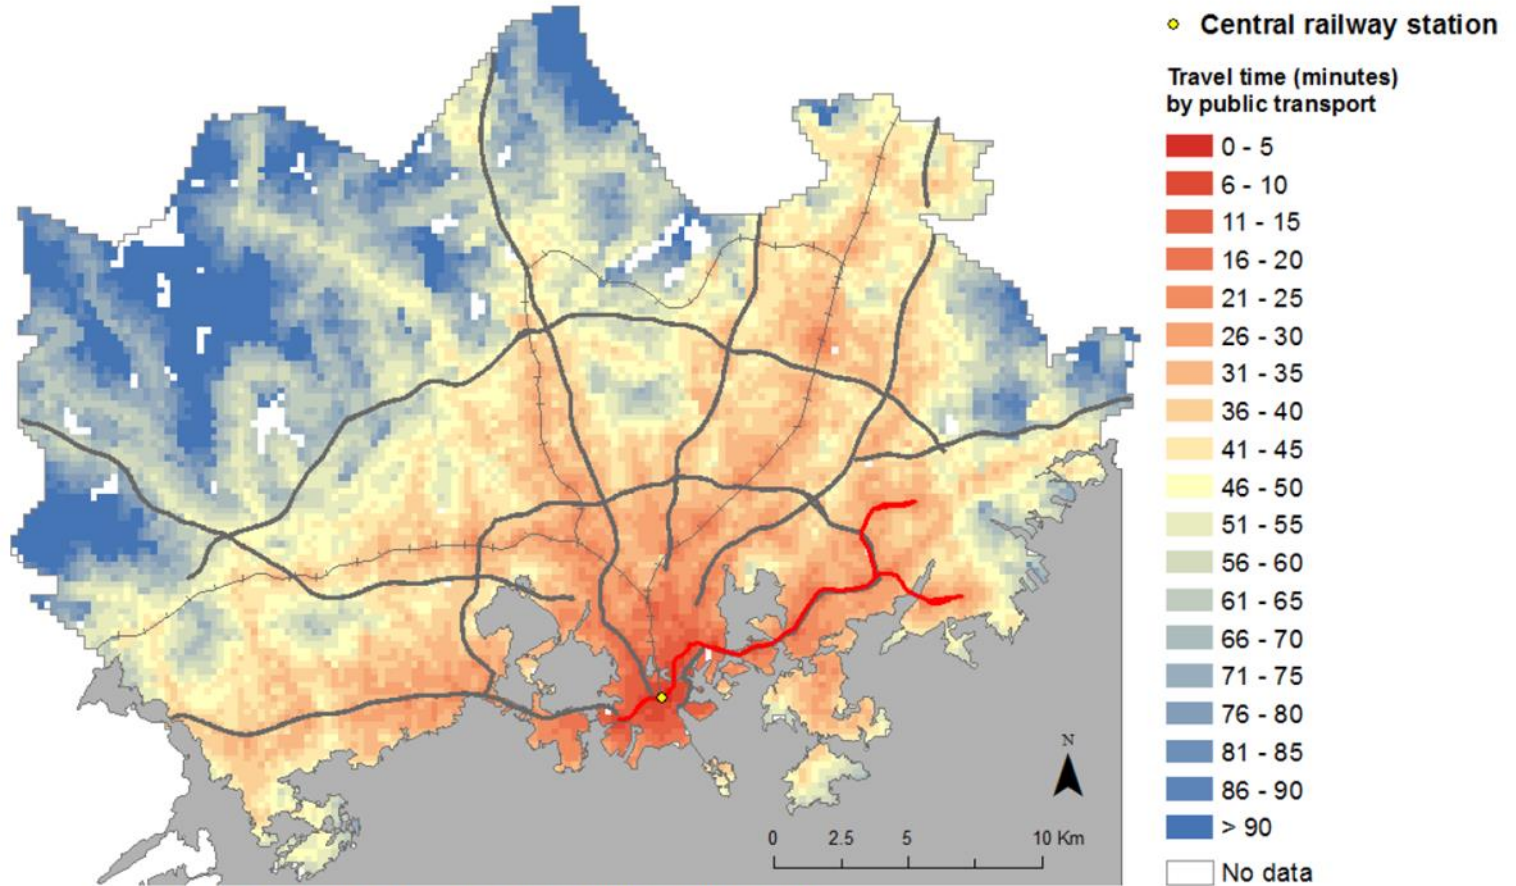 Central railway station
Travel time (minutes)
by public transport
0 - 5
6 - 10
11 - 15
16 - 20
21 - 25
26 - 30
31 - 35
36 - 40
41 - 45
46 - 50
51 - 55
56 - 60
61 - 65
66 - 70
71 - 75
76 - 80
81 - 85
86 - 90
> 90
No data
N
0 2.5 5 10 Km